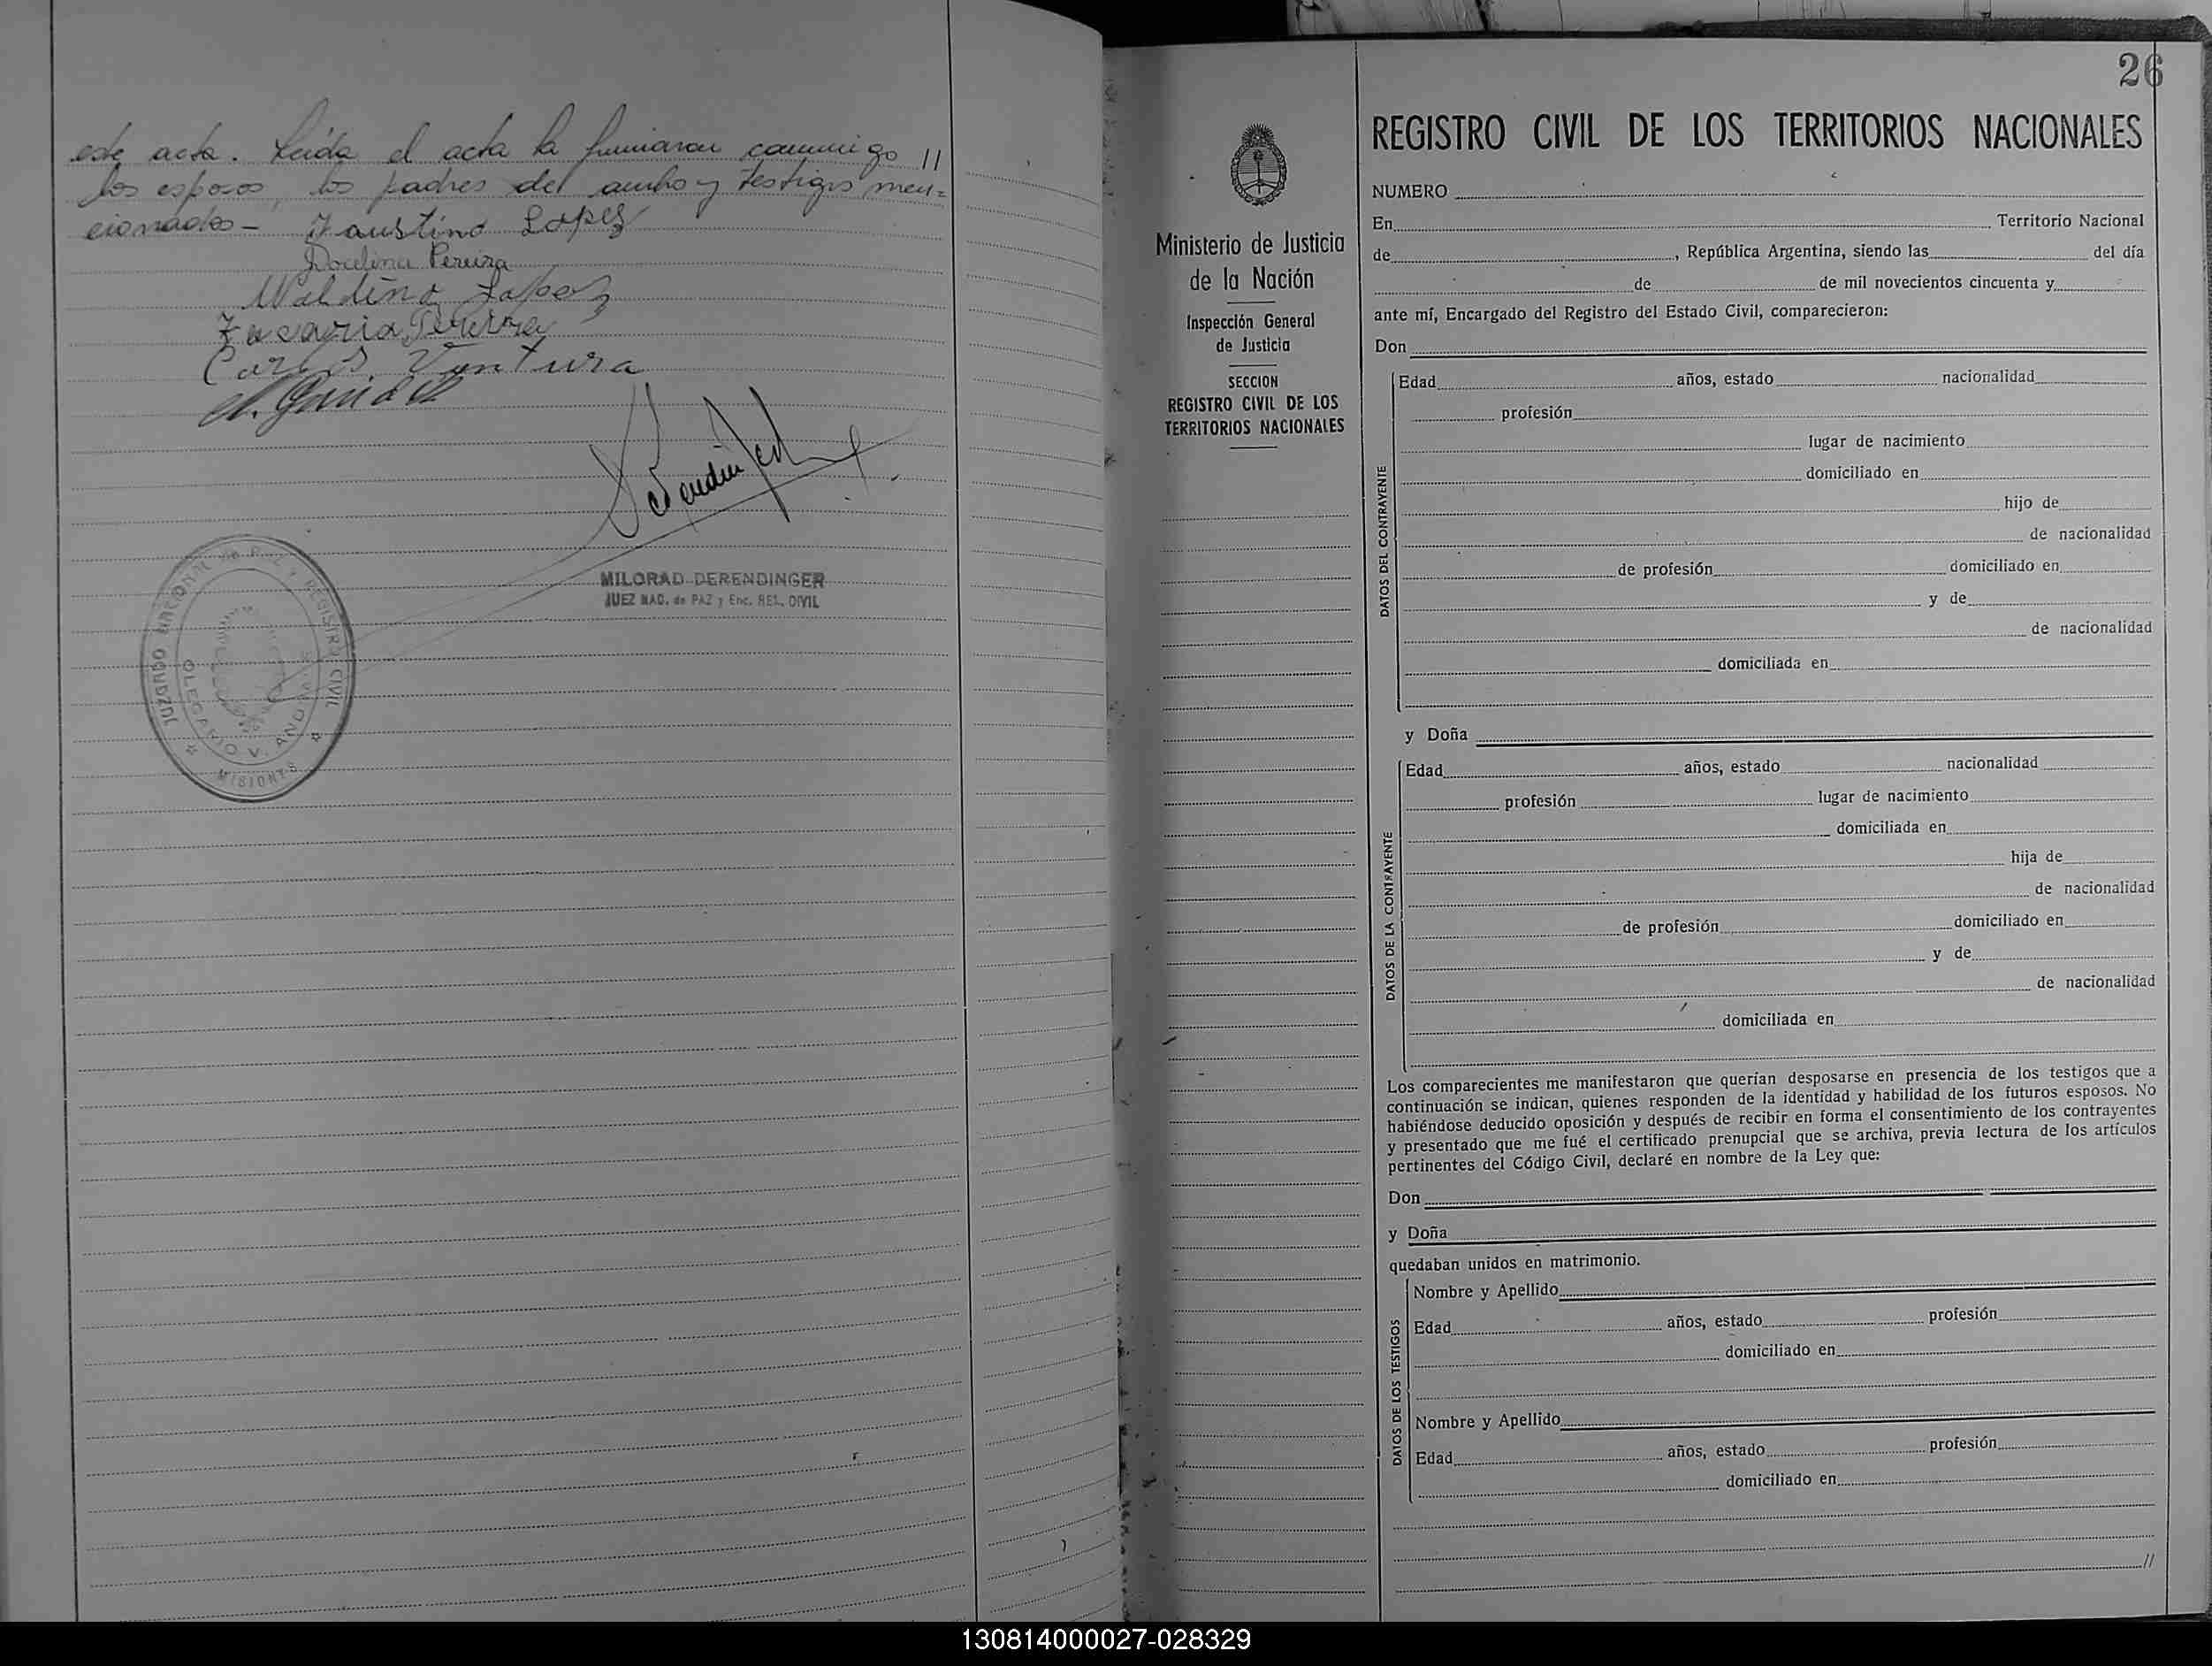 este acta. Leída el acta la firmaron conmigo //
los esposos, los padres de ambos y testigos men=
cionados -
Faustino Lopez
Pereira
Waldino Lopez
Pereira
Carlos Ventura
MILORAD DERENDINGER
JUEZ NAC. de PAZ y Enc. REG. CIVIL
JUZGADO NACIONAL DE PAZ Y REGISTRO CIVIL
OLEGARIO V. ANDRADE
MISIONES
26
Ministerio de Justicia
de la Nación
Inspección General
de Justicia
SECCION
REGISTRO CIVIL DE LOS
TERRITORIOS NACIONALES
REGISTRO CIVIL DE LOS TERRITORIOS NACIONALES
NUMERO
En Territorio Nacional
de , República Argentina, siendo las del día
de de mil novecientos cincuenta y
ante mí, Encargado del Registro del Estado Civil, comparecieron:
Don
DATOS DEL CONTRAYENTE
Edad años, estado nacionalidad
profesión
lugar de nacimiento
domiciliado en
hijo de
de nacionalidad
de profesión domiciliado en
y de
de nacionalidad
domiciliada en
y Doña
DATOS DE LA CONTRAYENTE
Edad años, estado nacionalidad
profesión lugar de nacimiento
domiciliada en
hija de
de nacionalidad
de profesión domiciliado en
y de
de nacionalidad
domiciliada en
Los comparecientes me manifestaron que querían desposarse en presencia de los testigos que a
continuación se indican, quienes responden de la identidad y habilidad de los futuros esposos. No
habiéndose deducido oposición y después de recibir en forma el consentimiento de los contrayentes
y presentado que me fué el certificado prenupcial que se archiva, previa lectura de los artículos
pertinentes del Código Civil, declaré en nombre de la Ley que:
Don
y Doña
quedaban unidos en matrimonio.
DATOS DE LOS TESTIGOS
Nombre y Apellido
Edad años, estado profesión
domiciliado en
Nombre y Apellido
Edad años, estado profesión
domiciliado en
//
130814000027-028329